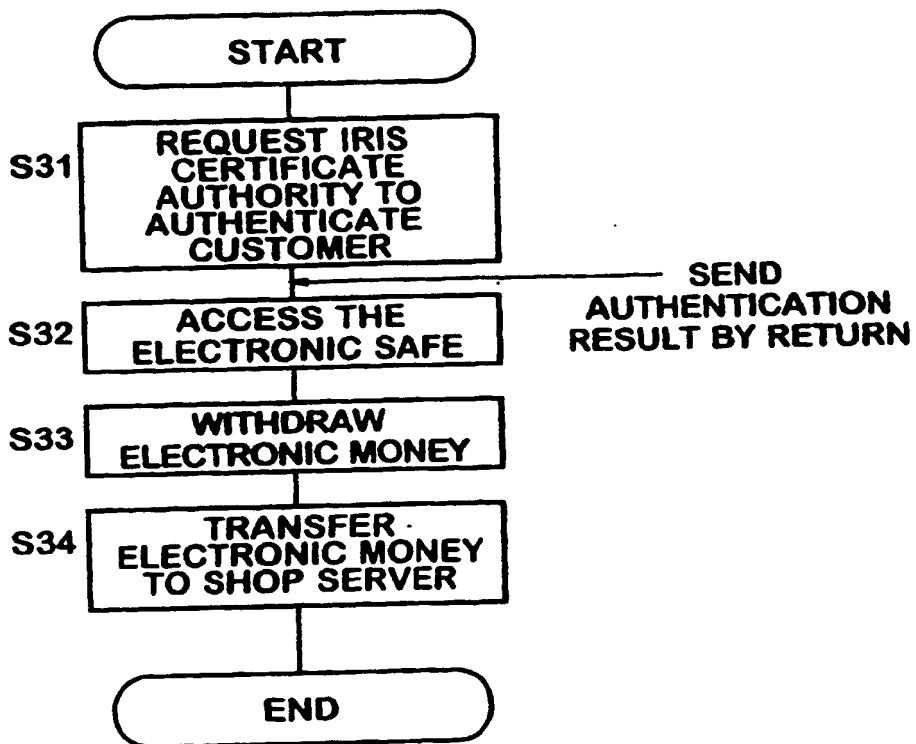 START
S31
REQUEST IRIS
CERTIFICATE
AUTHORITY TO
AUTHENTICATE
CUSTOMER
SEND
AUTHENTICATION
RESULT BY RETURN
S32
ACCESS THE
ELECTRONIC SAFE
S33
WITHDRAW
ELECTRONIC MONEY
S34
TRANSFER
ELECTRONIC MONEY
TO SHOP SERVER
END